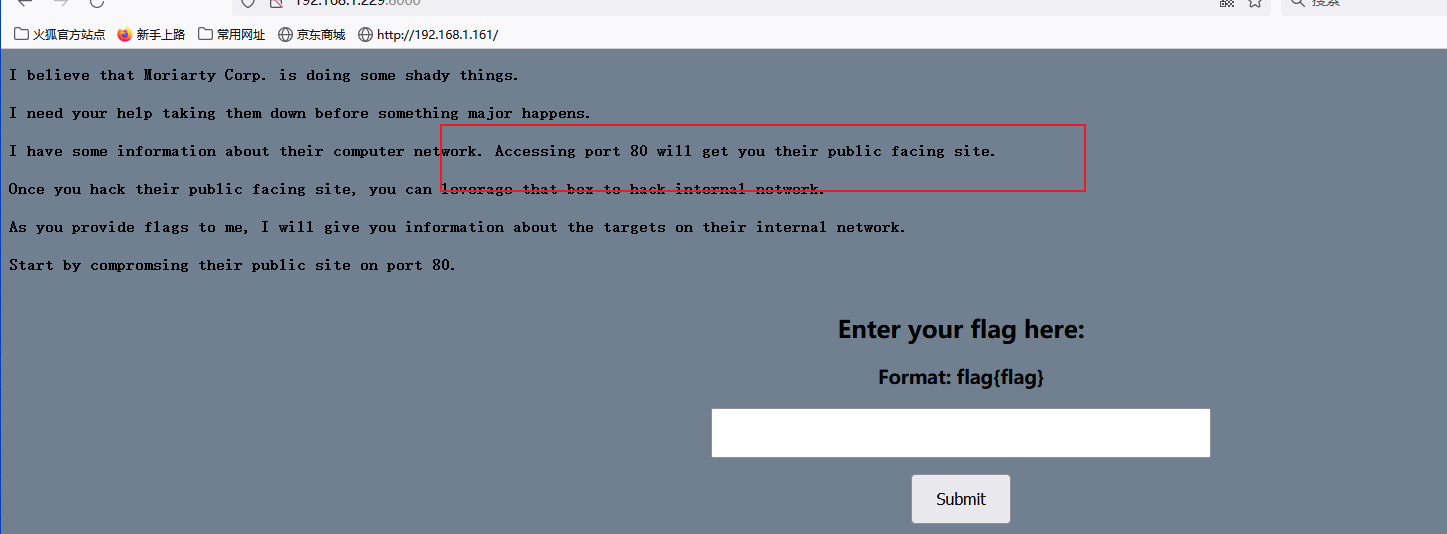 192.168.1.229:8000
搜索
火狐官方站点 新手上路 常用网址 京东商城 http://192.168.1.161/
I believe that Moriarty Corp. is doing some shady things.
I need your help taking them down before something major happens.
I have some information about their computer network. Accessing port 80 will get you their public facing site.
Once you hack their public facing site, you can leverage that box to hack internal network.
As you provide flags to me, I will give you information about the targets on their internal network.
Start by compromsing their public site on port 80.
Enter your flag here:
Format: flag{flag}
Submit